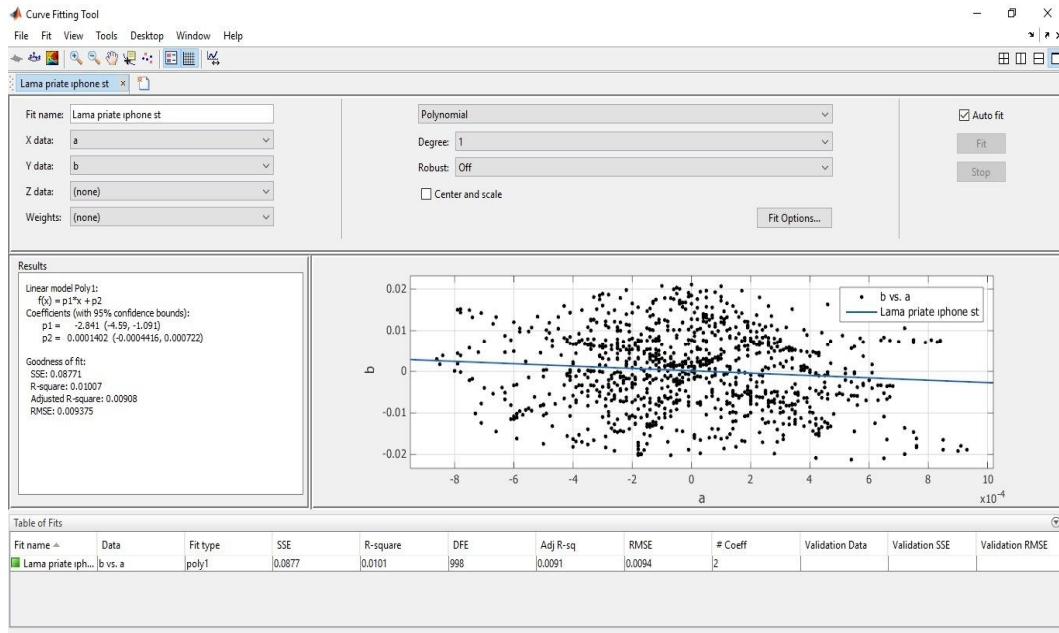 Curve Fitting Tool
File Fit View Tools Desktop Window Help
Lama priate ıphone st
Fit name: Lama priate ıphone st
X data: a
Y data: b
Z data: (none)
Weights: (none)
Polynomial
Degree: 1
Robust: Off
Center and scale
Fit Options...
Auto fit
Fit
Stop
Results
Linear model Poly1:
f(x) = p1*x + p2
Coefficients (with 95% confidence bounds):
p1 = -2.841 (-4.59, -1.091)
p2 = 0.0001402 (-0.0004416, 0.000722)
Goodness of fit:
SSE: 0.08771
R-square: 0.01007
Adjusted R-square: 0.00908
RMSE: 0.009375
b vs. a
Lama priate ıphone st
0.02
0.01
0
-0.01
-0.02
b
-8 -6 -4 -2 0 2 4 6 8 10
a
x10⁻⁴
Table of Fits
Fit name Data Fit type SSE R-square DFE Adj R-sq RMSE # Coeff Validation Data Validation SSE Validation RMSE
Lama priate ıph... b vs. a poly1 0.0877 0.0101 998 0.0091 0.0094 2